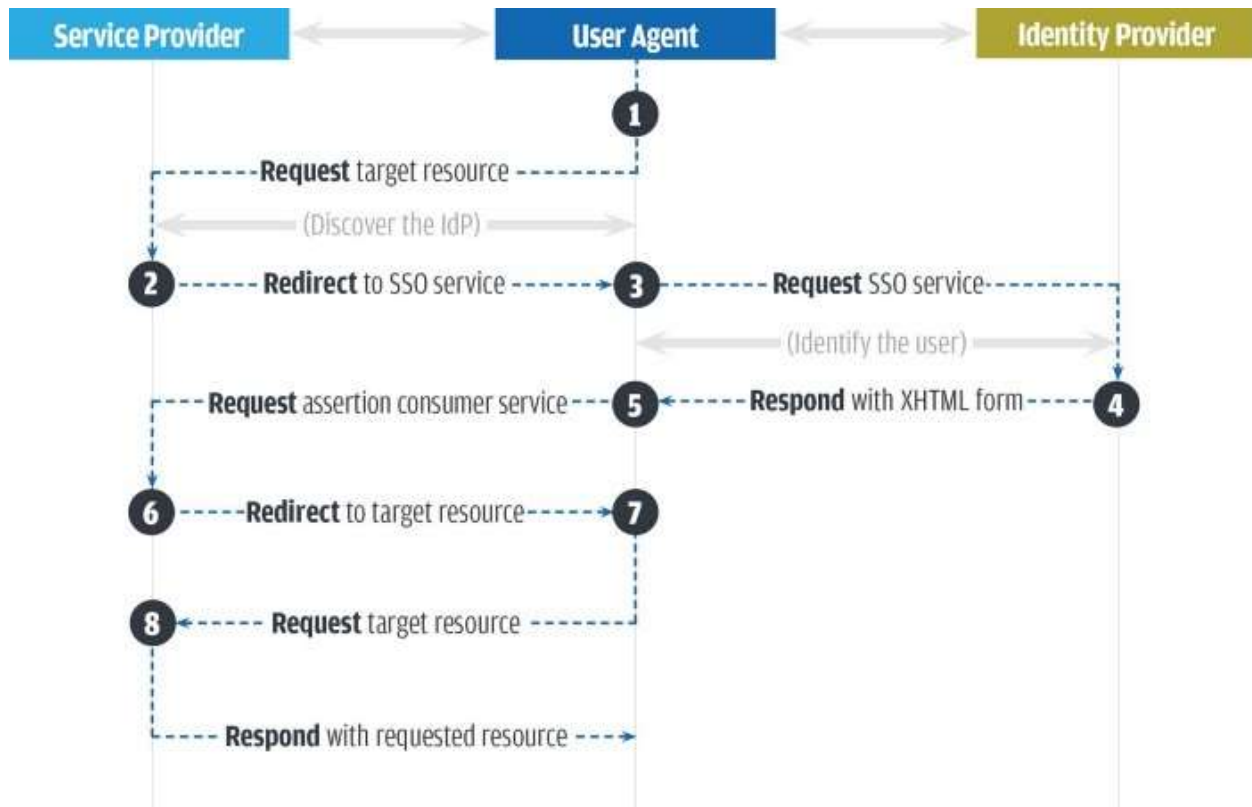 Service Provider
User Agent
Identity Provider
1
Request target resource
(Discover the IdP)
2
Redirect to SSO service
3
Request SSO service
(Identify the user)
Request assertion consumer service
5
Respond with XHTML form
4
6
Redirect to target resource
7
8
Request target resource
Respond with requested resource